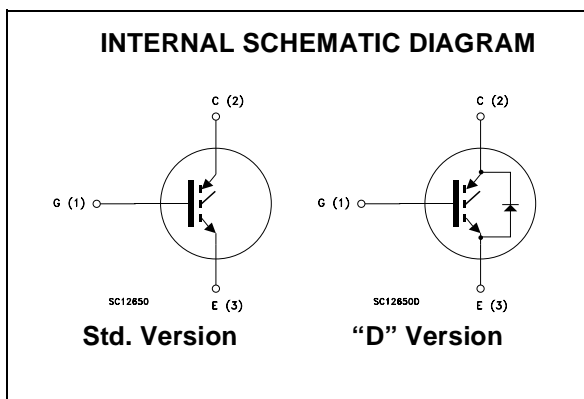 INTERNAL SCHEMATIC DIAGRAM
C (2)
C (2)
G (1)
G (1)
SC12650
E (3)
SC12650D
E (3)
Std. Version
“D” Version